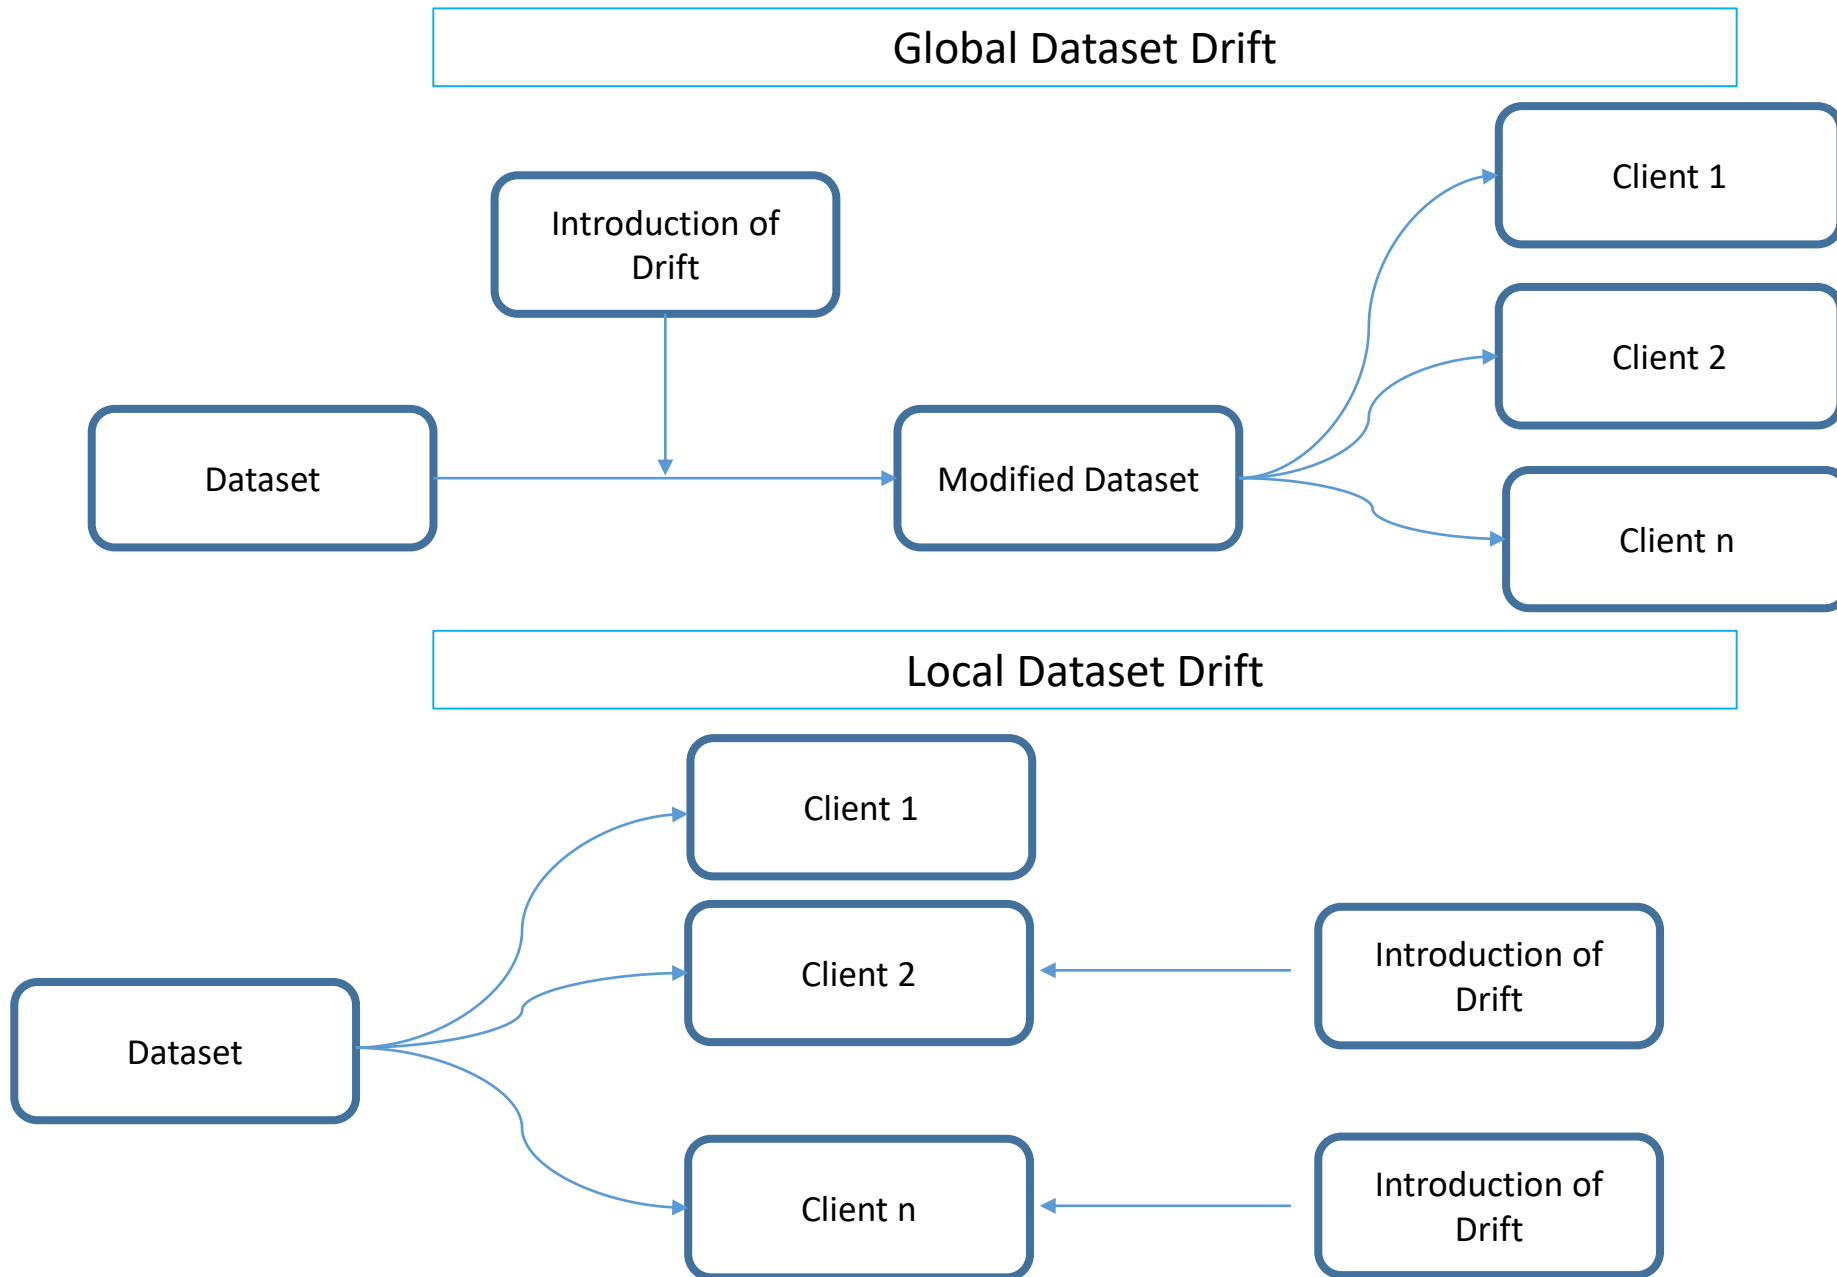 Global Dataset Drift
Client 1
Introduction of
Drift
Client 2
Dataset
Modified Dataset
Client n
Local Dataset Drift
Client 1
Client 2
Introduction of
Drift
Dataset
Client n
Introduction of
Drift